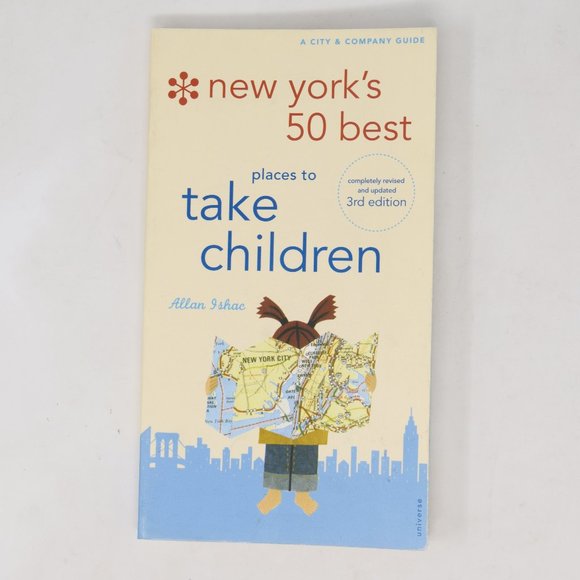 A CITY & COMPANY GUIDE
new york's
50 best
places to
take
children
completely revised
and updated
3rd edition
Allan Ishac
NEW YORK CITY
universe